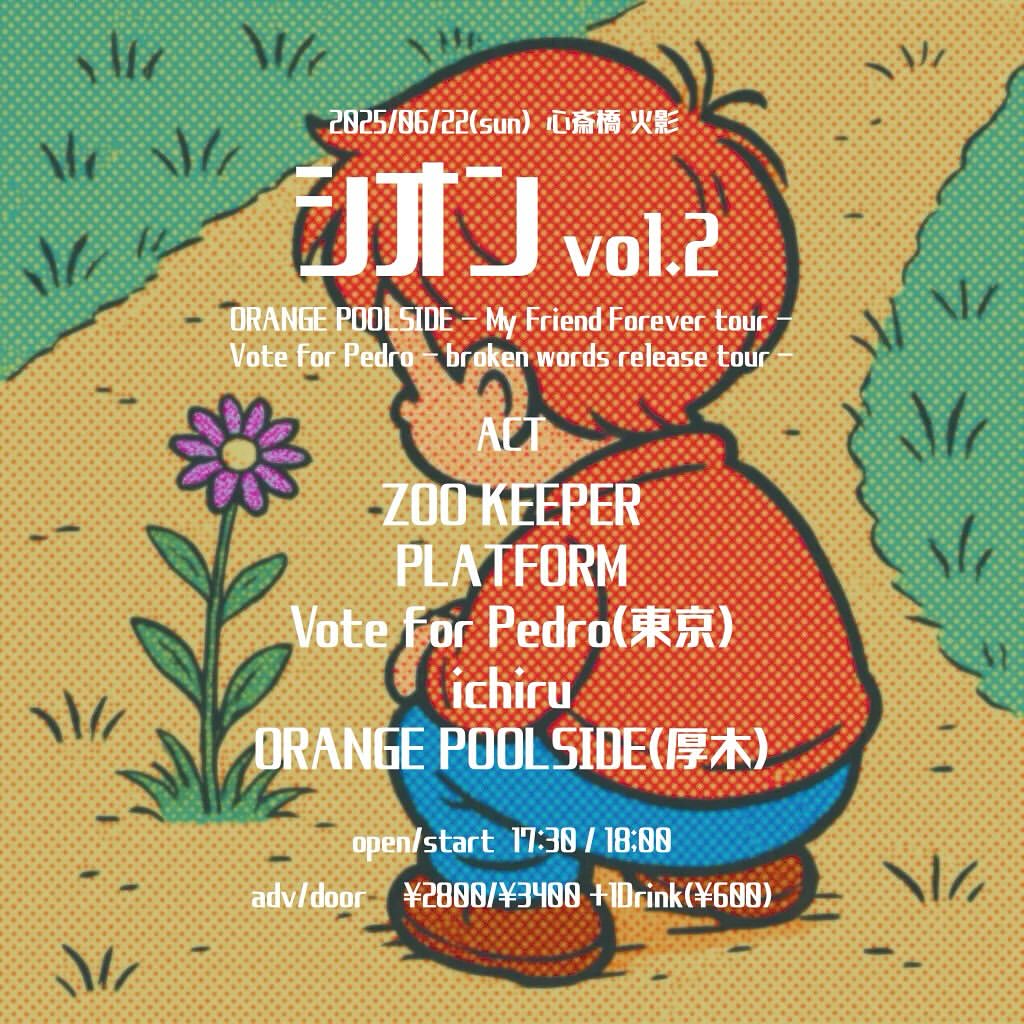 2025/06/22(sun) 心斎橋 火影
シオン vol.2
ORANGE POOLSIDE - My Friend Forever tour -
Vote for Pedro - broken words release tour -
ACT
ZOO KEEPER
PLATFORM
Vote for Pedro(東京)
ichiru
ORANGE POOLSIDE(厚木)
open/start 17:30 / 18:00
adv/door ¥2800/¥3400 +1Drink(¥600)